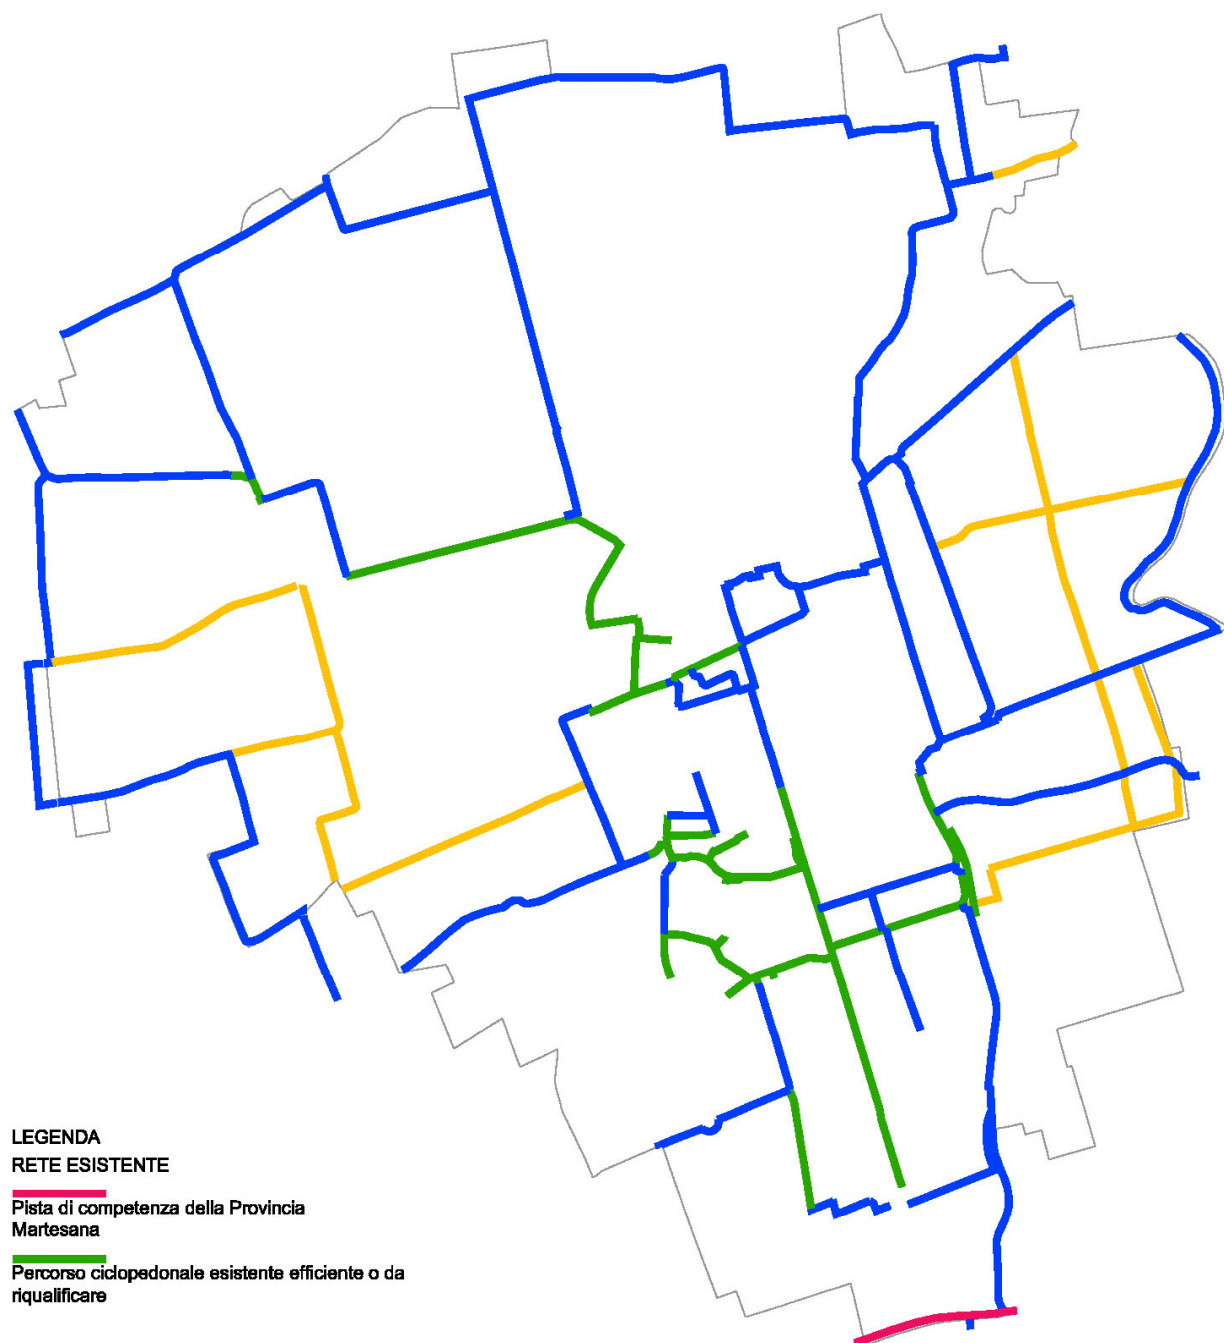 LEGENDA
RETE ESISTENTE
Pista di competenza della Provincia
Martesana
Percorso ciclopedonale esistente efficiente o da
riqualificare